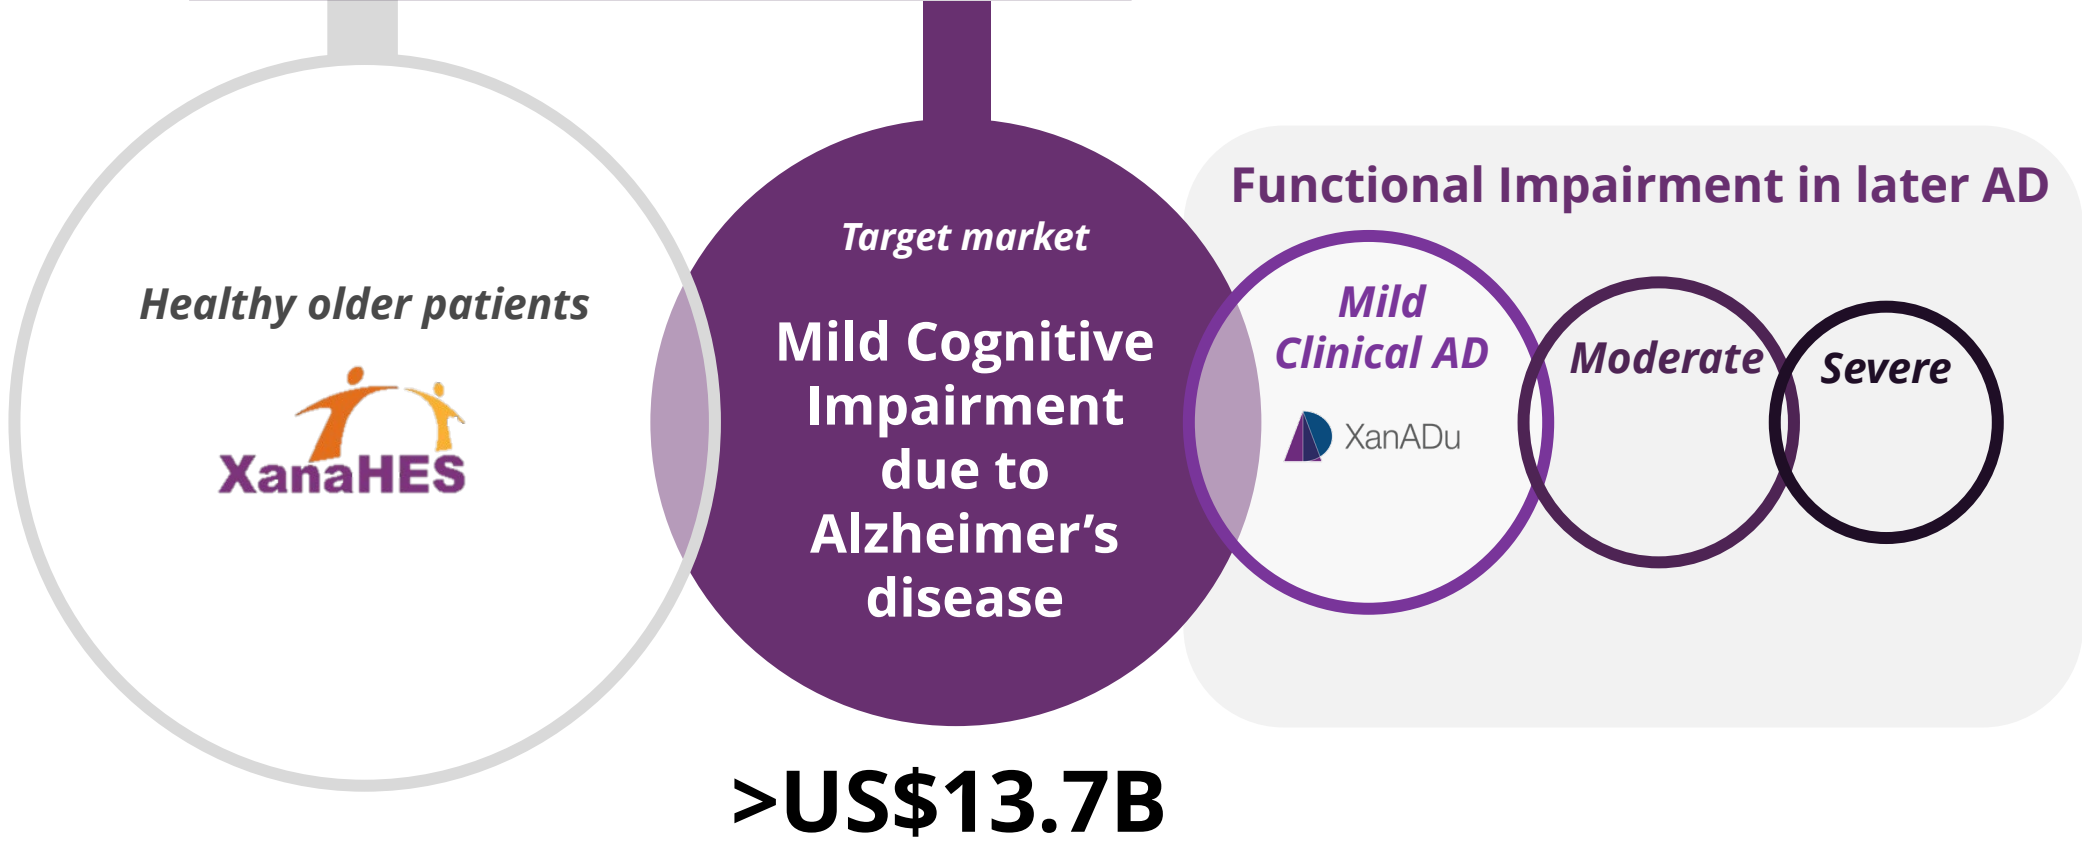 Healthy older patients
XanaHES
Target market
Mild Cognitive
Impairment
due to
Alzheimer’s
disease
>US$13.7B
Functional Impairment in later AD
Mild
Clinical AD
XanADu
Moderate
Severe